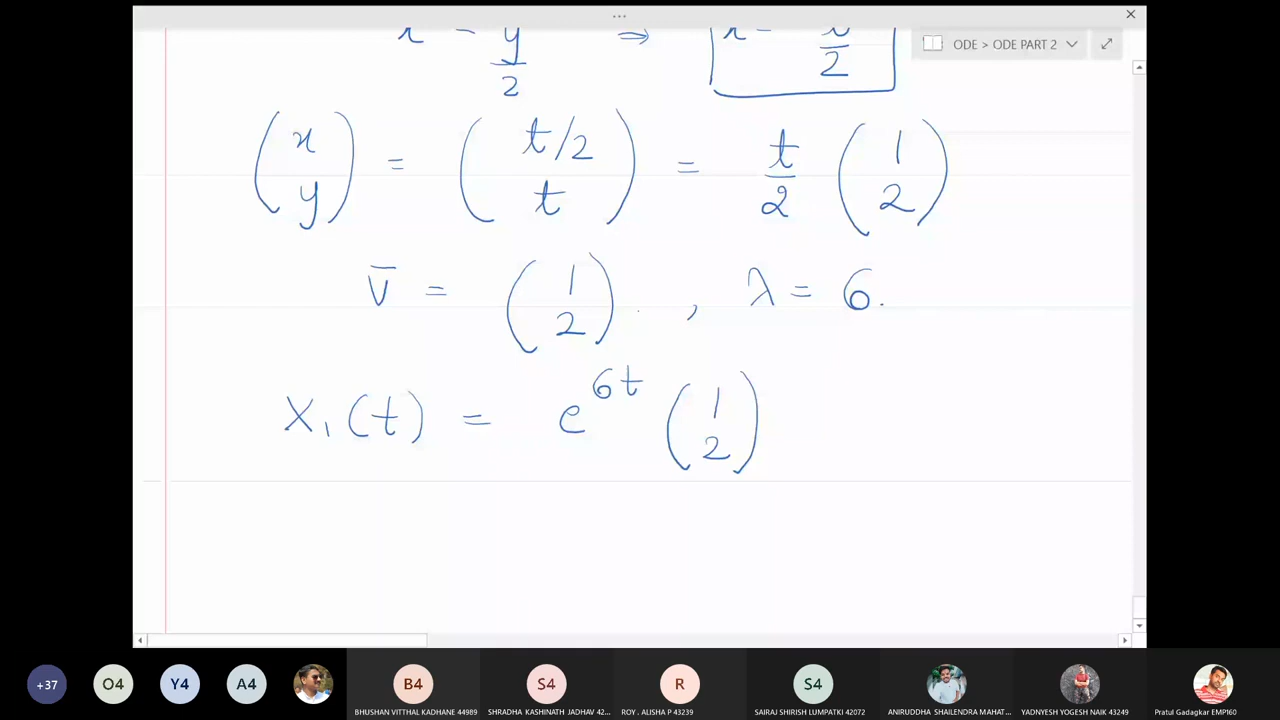 ODE > ODE PART 2
x = y/2 ⇒ x = t/2
(x y) = (t/2 t) = t/2 (1 2)
v̄ = (1 2), λ = 6.
X₁(t) = e^6t (1 2)
+37 O4 Y4 A4 B4 S4 R S4
BHUSHAN VITTHAL KADHANE 44989 SHRADHA KASHINATH JADHAV 42... ROY . ALISHA P 43239 SAIRAJ SHIRISH LUMPATKI 42072 ANIRUDDHA SHAILENDRA MAHAT... YADNYESH YOGESH NAIK 43249 Pratul Gadagkar EMP160